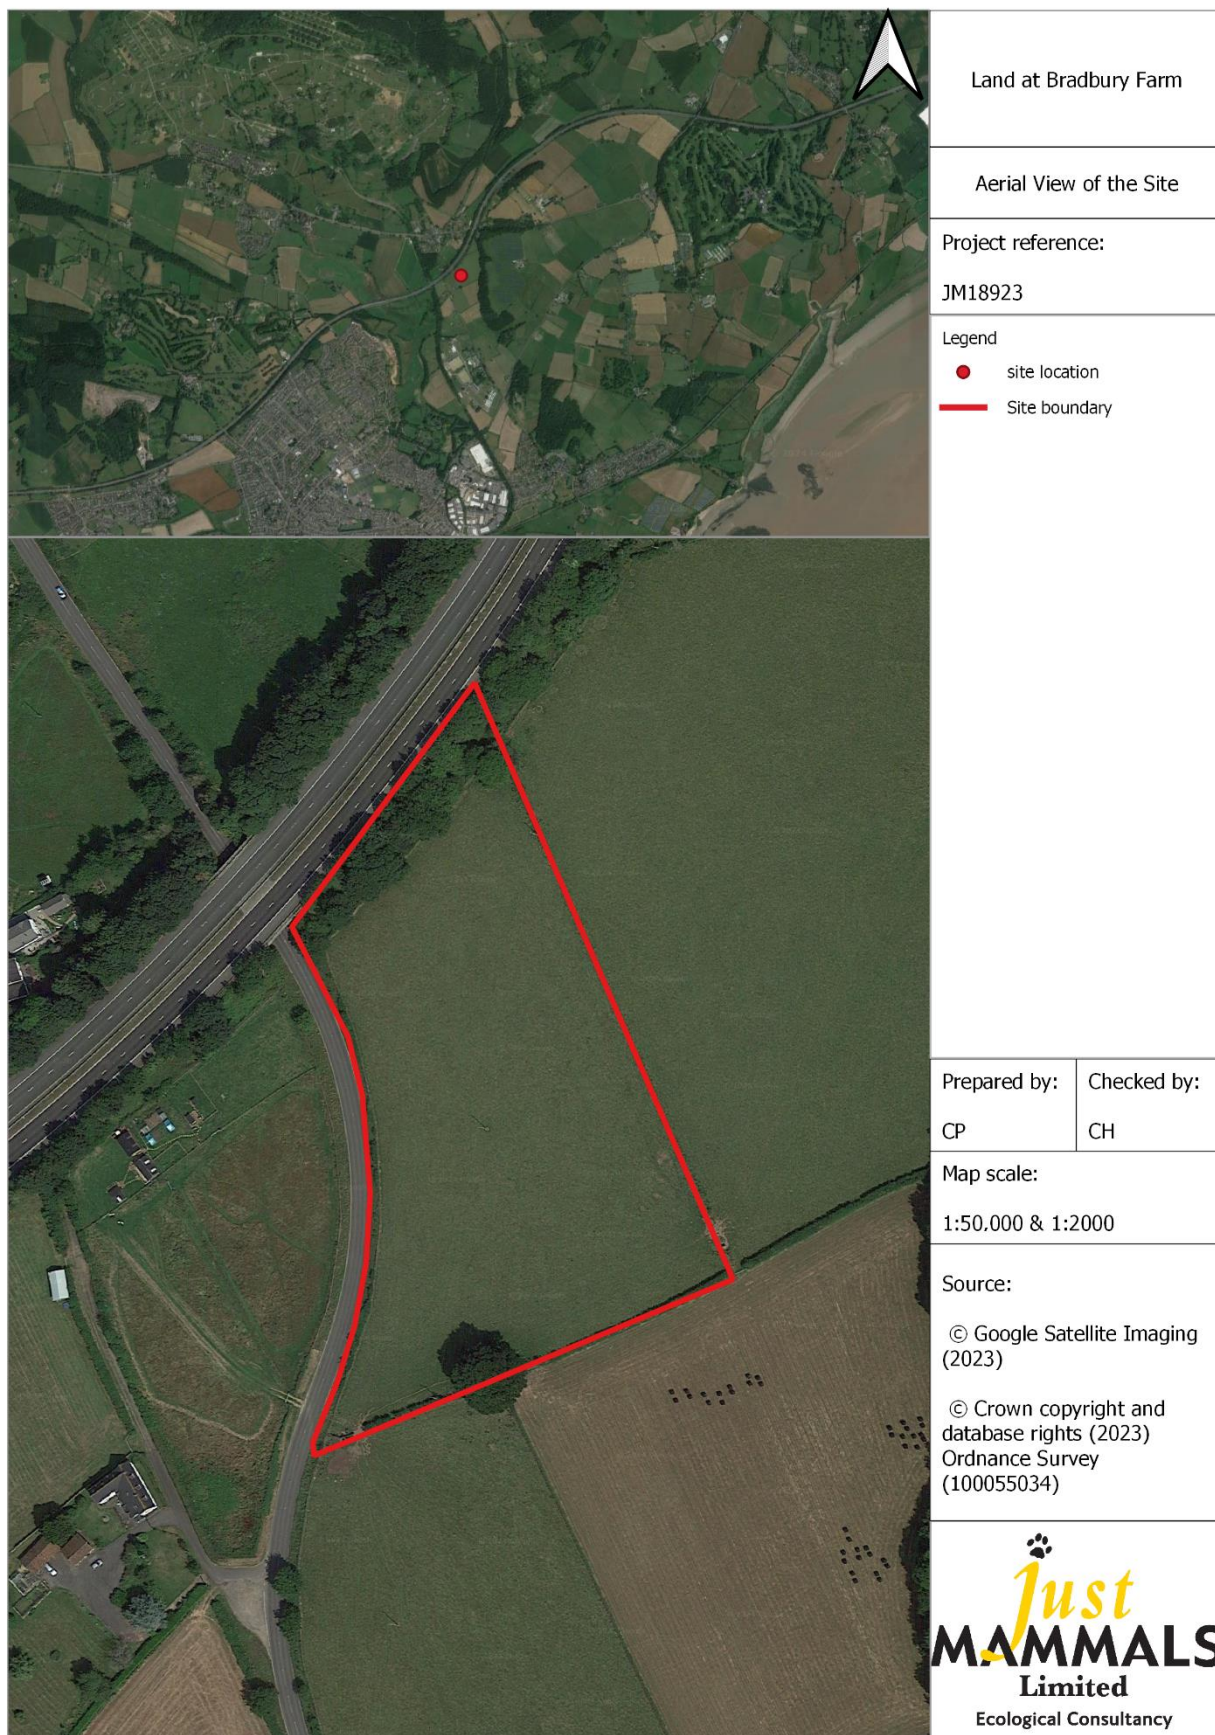 Land at Bradbury Farm
Aerial View of the Site
Project reference:
JM18923
Legend
site location
Site boundary
Prepared by:
CP
Checked by:
CH
Map scale:
1:50,000 & 1:2000
Source:
© Google Satellite Imaging
(2023)
© Crown copyright and
database rights (2023)
Ordnance Survey
(100055034)
just
MAMMALS
Limited
Ecological Consultancy